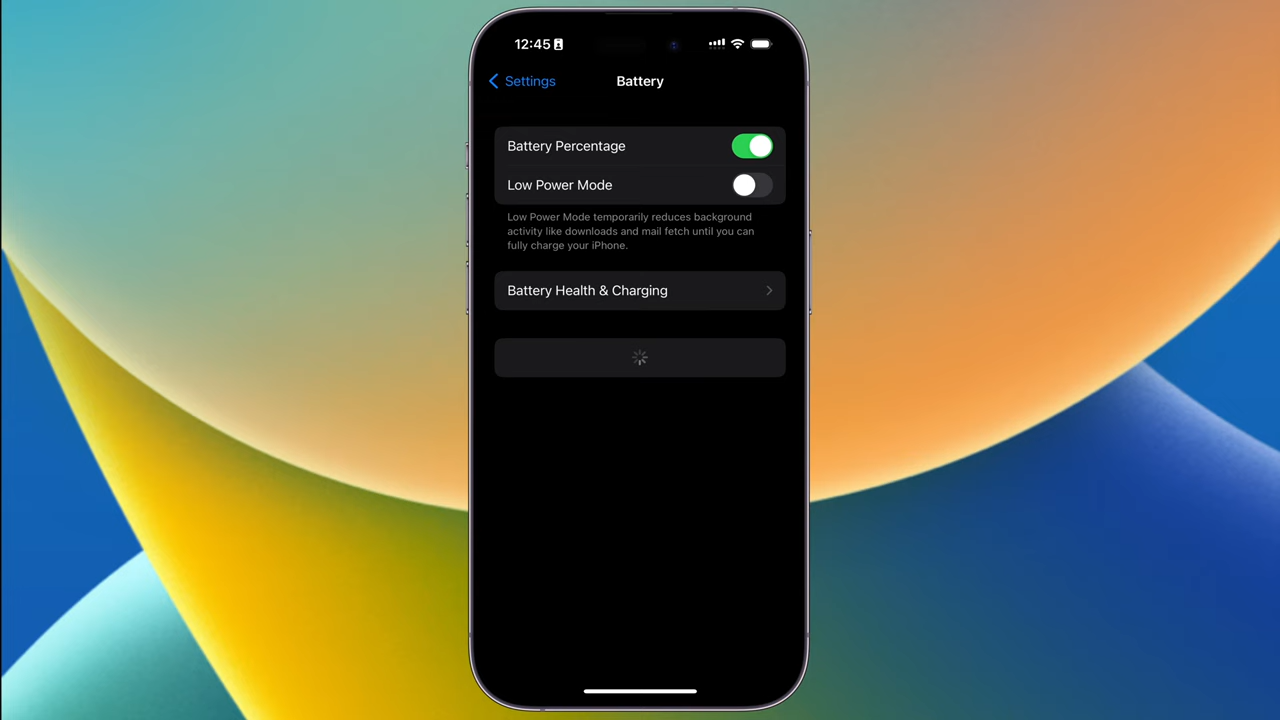 12:45
Settings
Battery
Battery Percentage
Low Power Mode
Low Power Mode temporarily reduces background
activity like downloads and mail fetch until you can
fully charge your iPhone.
Battery Health & Charging